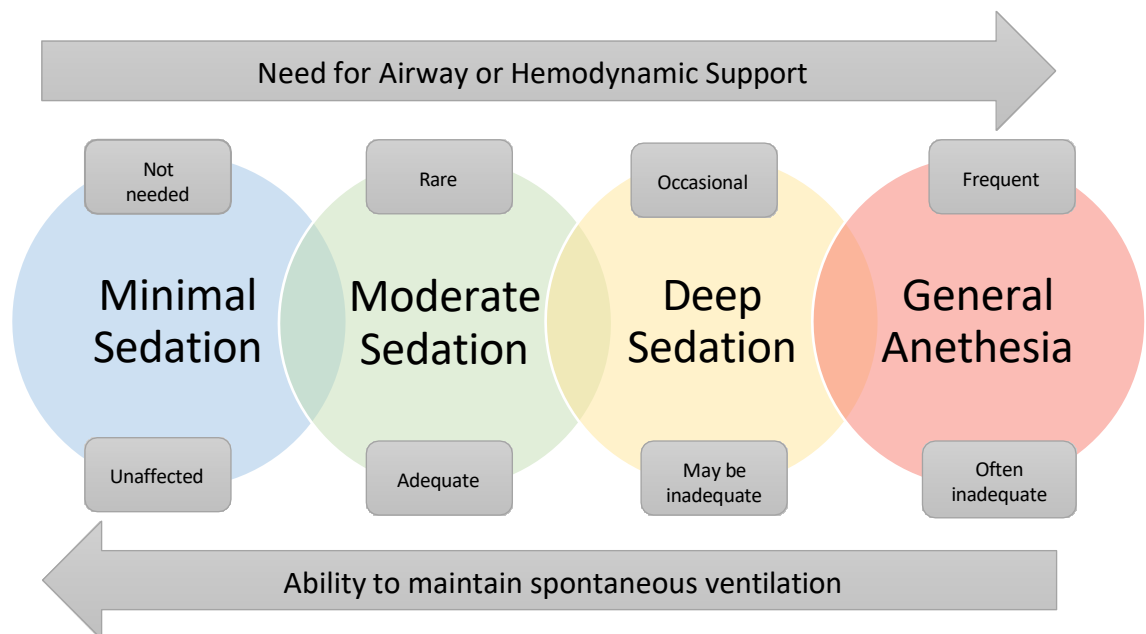 Need for Airway or Hemodynamic Support
Not
needed
Rare
Occasional
Frequent
Minimal
Sedation
Moderate
Sedation
Deep
Sedation
General
Anethesia
Unaffected
Adequate
May be
inadequate
Often
inadequate
Ability to maintain spontaneous ventilation